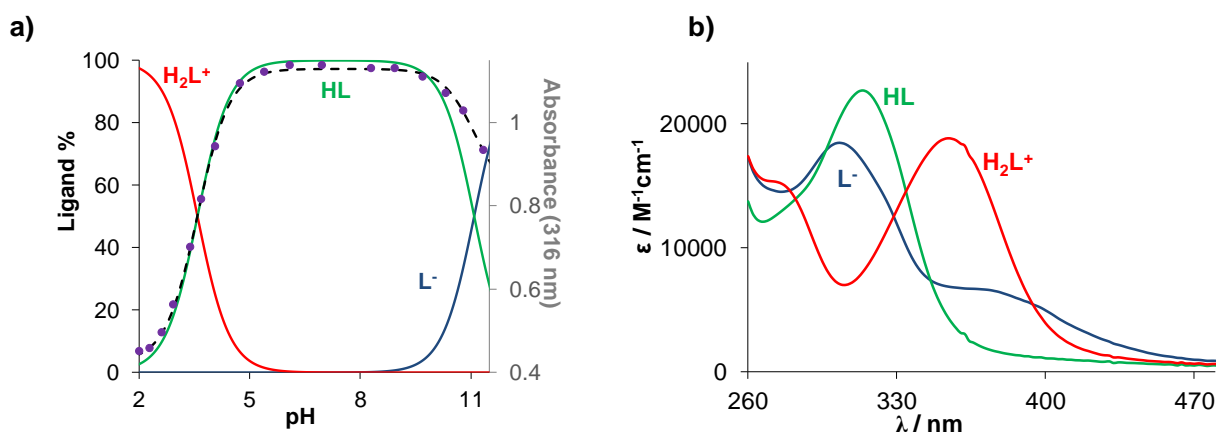 a)
Ligand %
100
80
60
40
20
0
2
5
8
11
pH
H₂L⁺
HL
L⁻
1
0.8
0.6
0.4
Absorbance (316 nm)
b)
ε / M⁻¹cm⁻¹
20000
10000
0
260
330
400
470
λ / nm
HL
L⁻
H₂L⁺